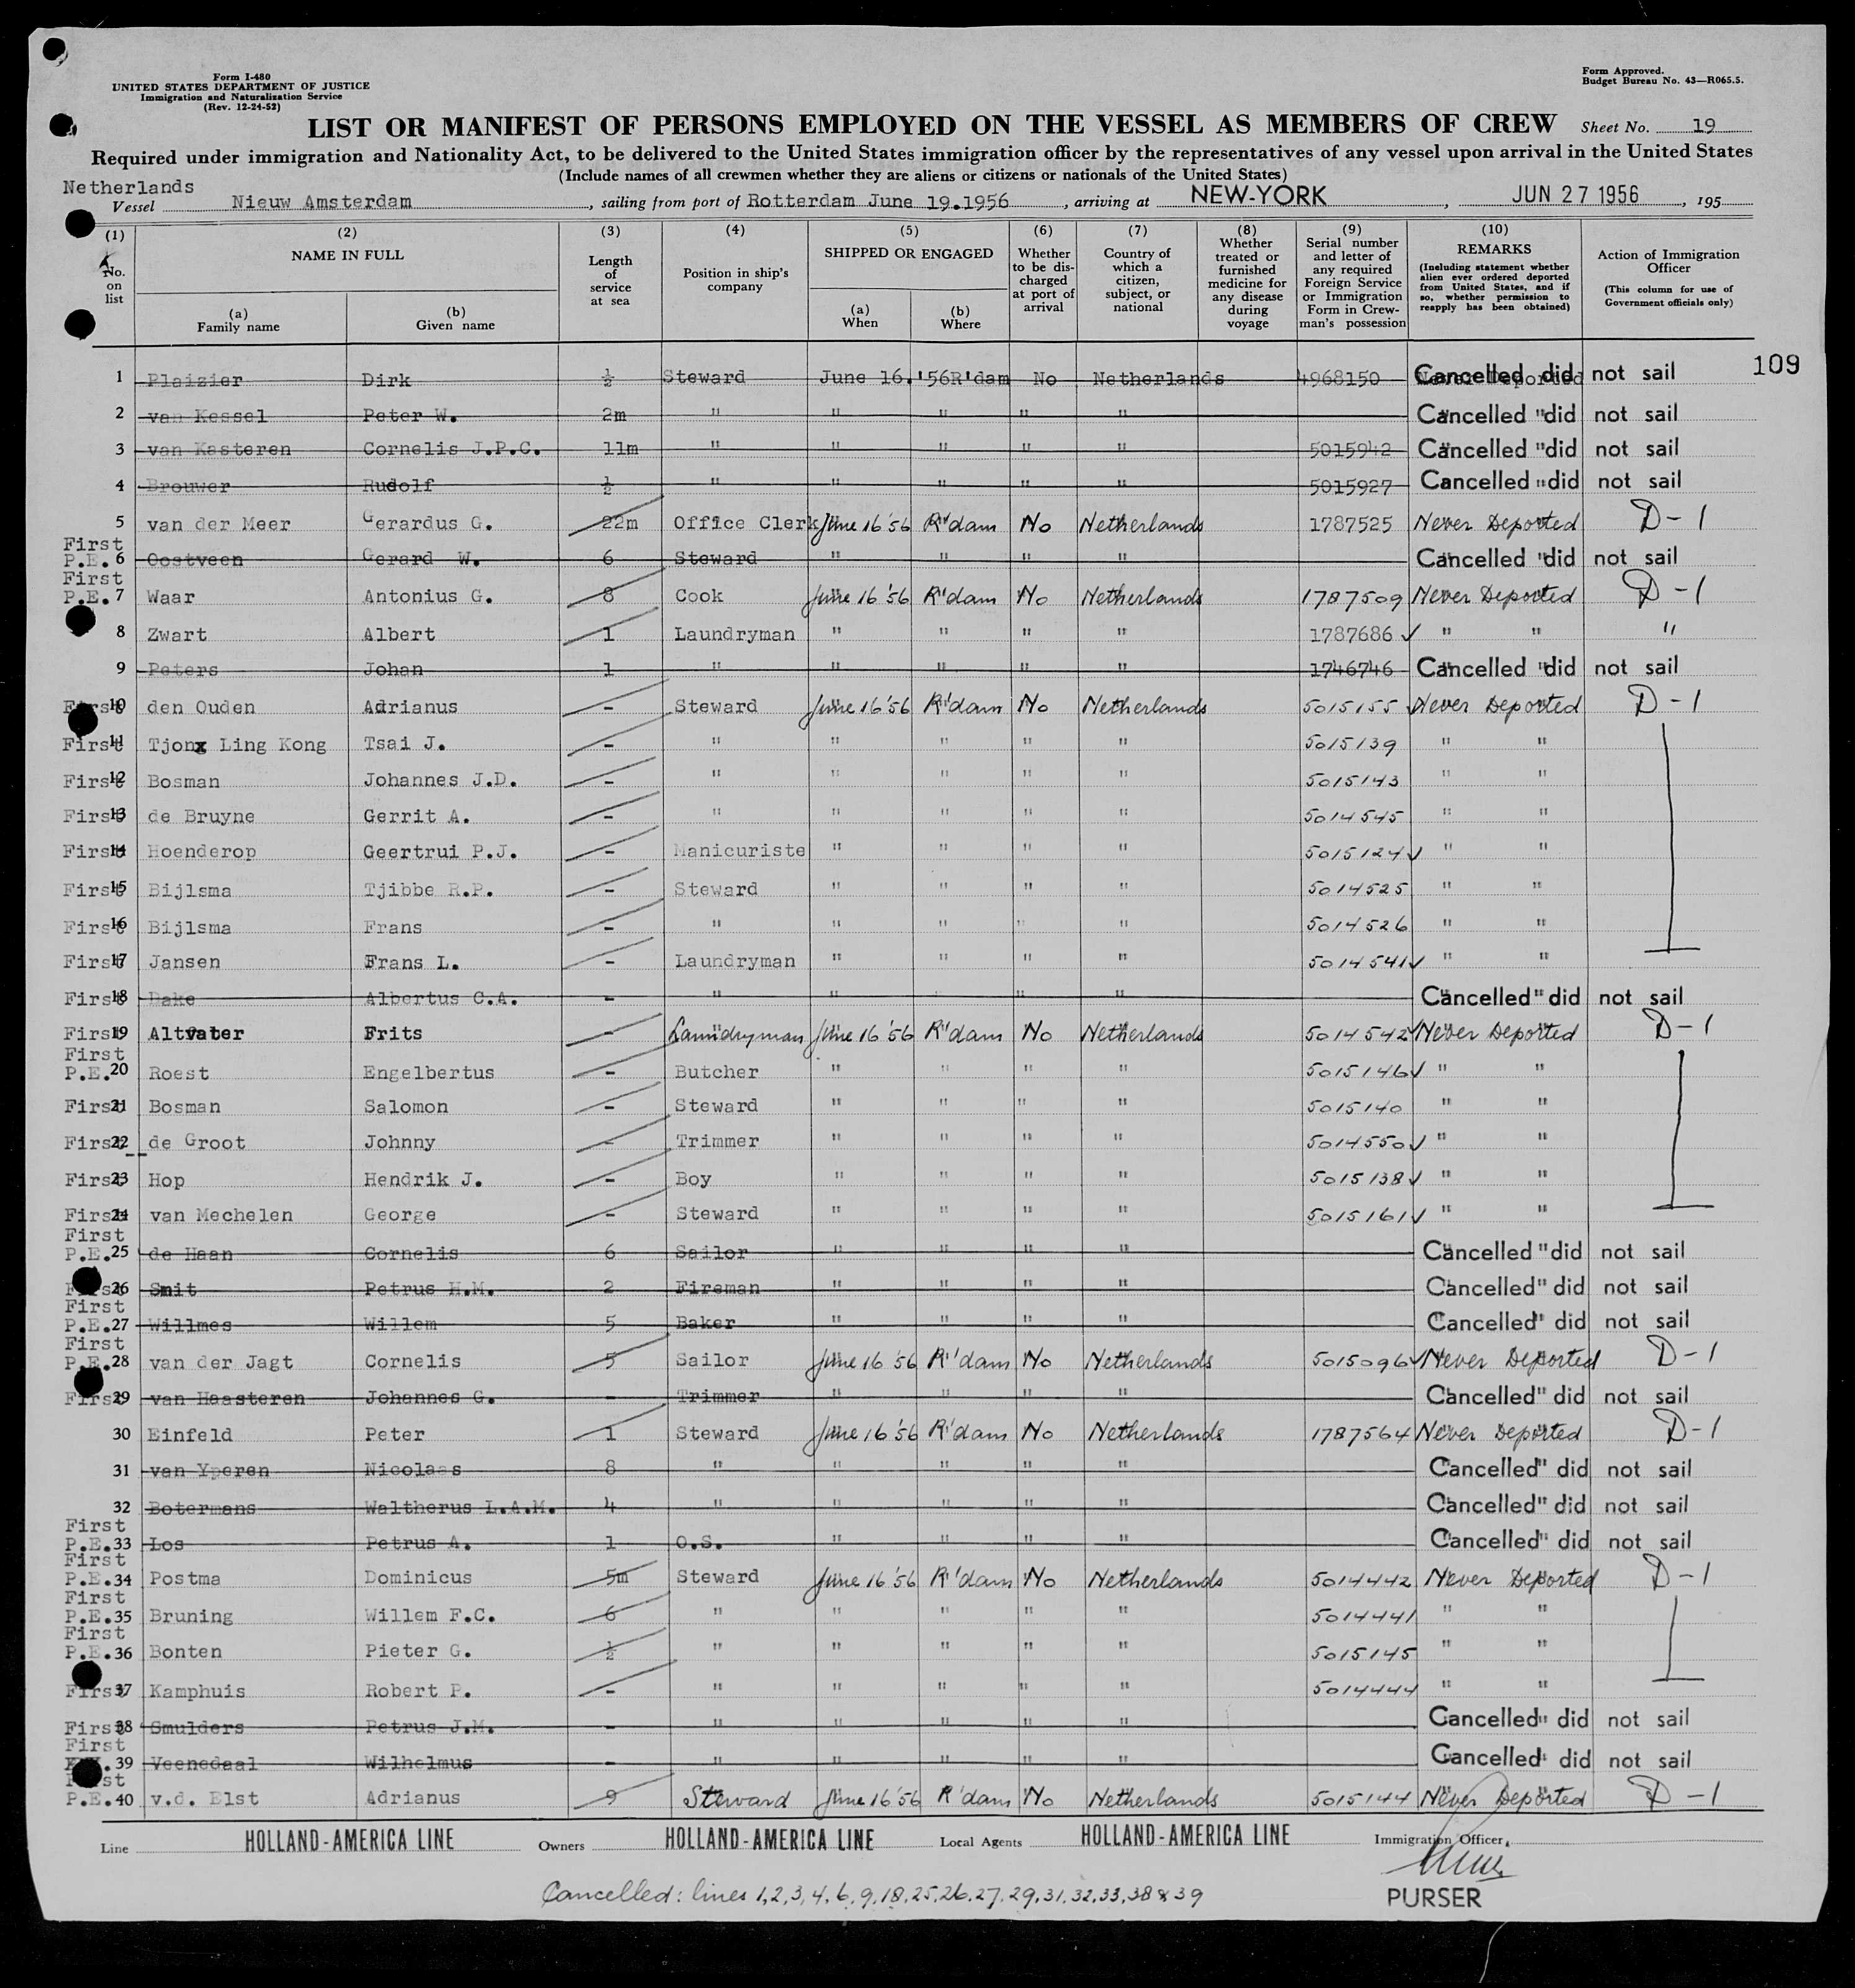 Form I-480
UNITED STATES DEPARTMENT OF JUSTICE
Immigration and Naturalization Service
(Rev. 12-24-52)
Form Approved.
Budget Bureau No. 43—R065.5.
LIST OR MANIFEST OF PERSONS EMPLOYED ON THE VESSEL AS MEMBERS OF CREW Sheet No. 19
Required under immigration and Nationality Act, to be delivered to the United States immigration officer by the representatives of any vessel upon arrival in the United States
(Include names of all crewmen whether they are aliens or citizens or nationals of the United States)
Netherlands
Vessel Nieuw Amsterdam, sailing from port of Rotterdam June 19.1956, arriving at NEW-YORK, JUN 27 1956, 195
(1) No. on list
(2) NAME IN FULL
(a) Family name
(b) Given name
(3) Length of service at sea
(4) Position in ship's company
(5) SHIPPED OR ENGAGED
(a) When
(b) Where
(6) Whether to be discharged at port of arrival
(7) Country of which a citizen, subject, or national
(8) Whether treated or furnished medicine for any disease during voyage
(9) Serial number and letter of any required Foreign Service or Immigration Form in Crewman's possession
(10) REMARKS
(Including statement whether alien ever ordered deported from United States, and if so, whether permission to reapply has been obtained)
Action of Immigration Officer
(This column for use of Government officials only)
109
1 Plaizier Dirk ½ Steward June 16.'56 R'dam No Netherlands 4968150 Cancelled did not sail
2 van Kessel Peter W. 2m " " " " " Cancelled " did not sail
3 van Kasteren Cornelis J.P.C. 11m " " " " " 5015942 Cancelled " did not sail
4 Brouwer Rudolf ½ " " " " " 5015927 Cancelled " did not sail
5 van der Meer Gerardus G. 22m Office Clerk June 16 '56 R'dam No Netherlands 1787525 Never Deported D-1
First P.E. 6 Oostveen Gerard W. 6 Steward " " " " Cancelled " did not sail
First P.E. 7 Waar Antonius G. 8 Cook June 16 '56 R'dam No Netherlands 1787509 Never Deported D-1
8 Zwart Albert 1 Laundryman " " " " 1787686 ✓ " " "
9 Peters Johan 1 " " " " " 1746746 Cancelled " did not sail
First 10 den Ouden Adrianus - Steward June 16 '56 R'dam No Netherlands 5015155 ✓ Never Deported D-1
First 11 Tjong Ling Kong Tsai J. - " " " " " 5015139 " "
First 12 Bosman Johannes J.D. - " " " " " 5015143 " "
First 13 de Bruyne Gerrit A. - " " " " " 5014545 " "
First 14 Hoenderop Geertrui P.J. - Manicuriste " " " " 5015124 ✓ " "
First 15 Bijlsma Tjibbe R.P. - Steward " " " " 5014525 " "
First 16 Bijlsma Frans - " " " " " 5014526 " "
First 17 Jansen Frans L. - Laundryman " " " " 5014541 ✓ " "
First 18 Dake Albertus C.A. - " " " " " Cancelled " did not sail
First 19 Altvater Frits - Laundryman June 16 '56 R'dam No Netherlands 5014542 ✓ Never Deported D-1
First P.E. 20 Roest Engelbertus - Butcher " " " " 5015146 ✓ " "
First 21 Bosman Salomon - Steward " " " " 5015140 " "
First 22 de Groot Johnny - Trimmer " " " " 5014550 ✓ " "
First 23 Hop Hendrik J. - Boy " " " " 5015138 ✓ " "
First 24 van Mechelen George - Steward " " " " 5015161 ✓ " "
First P.E. 25 de Haan Cornelis 6 Sailor " " " " Cancelled " did not sail
First 26 Smit Petrus H.M. 2 Fireman " " " " Cancelled " did not sail
First P.E. 27 Willmes Willem 5 Baker " " " " Cancelled " did not sail
First P.E. 28 van der Jagt Cornelis 5 Sailor June 16 '56 R'dam No Netherlands 5015096 ✓ Never Deported D-1
First 29 van Haasteren Johannes G. - Trimmer " " " " Cancelled " did not sail
30 Einfeld Peter 1 Steward June 16 '56 R'dam No Netherlands 1787564 Never Deported D-1
31 van Yperen Nicolaas 8 " " " " " Cancelled " did not sail
32 Botermans Waltherus L.A.M. 4 " " " " " Cancelled " did not sail
First P.E. 33 Los Petrus A. 1 O.S. " " " " Cancelled " did not sail
First P.E. 34 Postma Dominicus 5m Steward June 16 '56 R'dam No Netherlands 5014442 Never Deported D-1
First P.E. 35 Bruning Willem F.C. 6 " " " " " 5014441 " "
First P.E. 36 Bonten Pieter G. ½ " " " " " 5015145 " "
First 37 Kamphuis Robert P. - " " " " " 5014444 " "
First 38 Smulders Petrus J.M. - " " " " " Cancelled " did not sail
First 39 Veenedaal Wilhelmus - " " " " " Cancelled " did not sail
First P.E. 40 v.d. Elst Adrianus 9 Steward June 16 '56 R'dam No Netherlands 5015144 Never Deported D-1
Line HOLLAND-AMERICA LINE Owners HOLLAND-AMERICA LINE Local Agents HOLLAND-AMERICA LINE Immigration Officer,
Cancelled: lines 1,2,3,4,6,9,18,25,26,27,29,31,32,33,38 & 39
PURSER